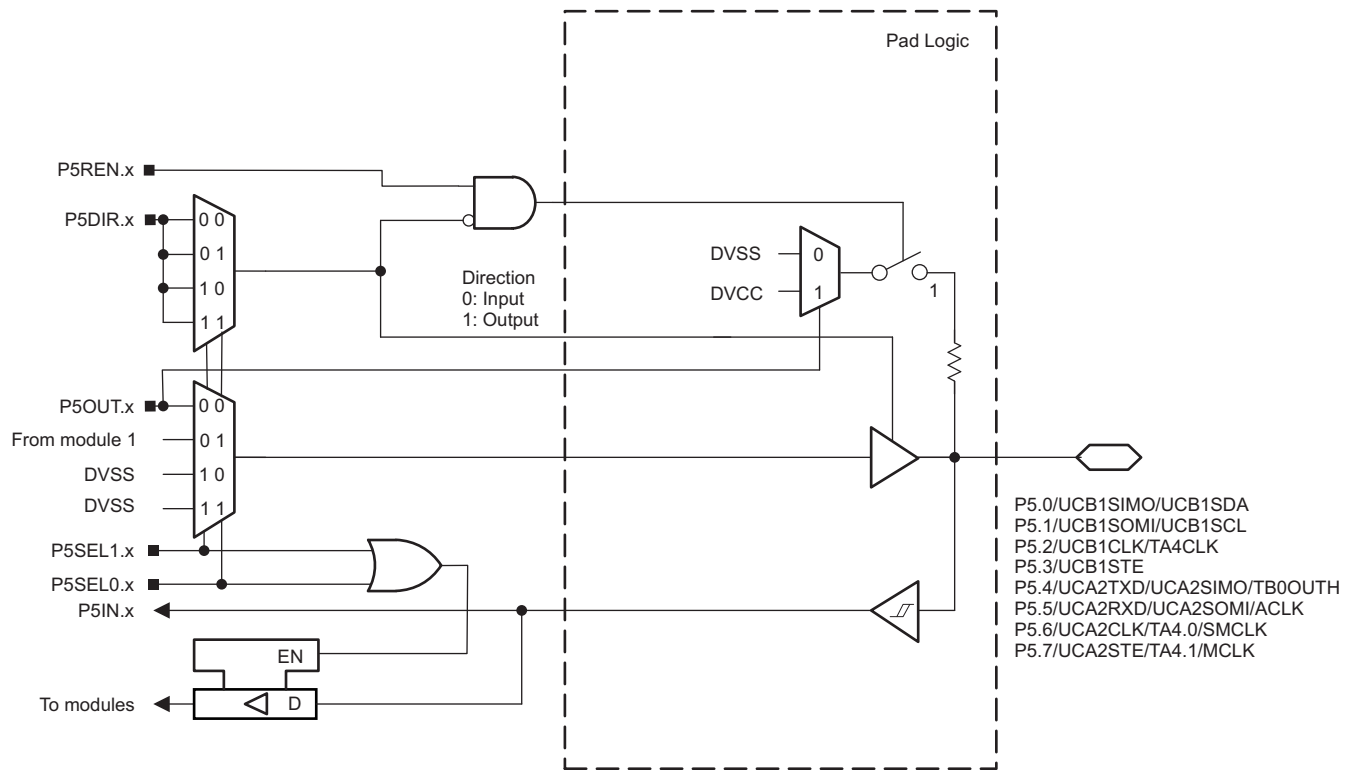 Pad Logic
P5REN.x
P5DIR.x
0 0
0 1
1 0
1 1
Direction
0: Input
1: Output
DVSS
0
DVCC
1
1
P5OUT.x
0 0
From module 1
0 1
DVSS
1 0
DVSS
1 1
P5SEL1.x
P5SEL0.x
P5IN.x
EN
To modules
D
P5.0/UCB1SIMO/UCB1SDA
P5.1/UCB1SOMI/UCB1SCL
P5.2/UCB1CLK/TA4CLK
P5.3/UCB1STE
P5.4/UCA2TXD/UCA2SIMO/TB0OUTH
P5.5/UCA2RXD/UCA2SOMI/ACLK
P5.6/UCA2CLK/TA4.0/SMCLK
P5.7/UCA2STE/TA4.1/MCLK